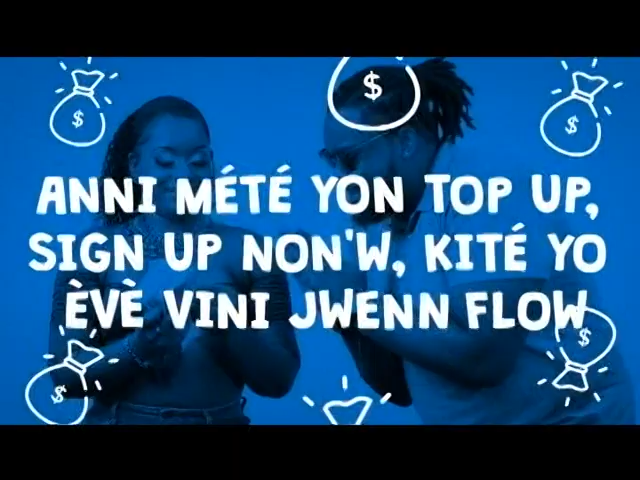 ANNI MÉTÉ YON TOP UP,
SIGN UP NON'W, KITÉ YO
ÈVÈ VINI JWENN FLOW
$
$
$
$
$